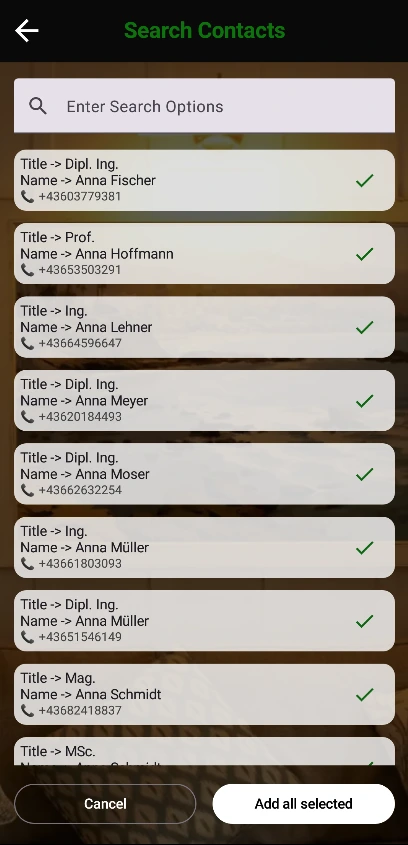 Search Contacts
Enter Search Options
Title -> Dipl. Ing.
Name -> Anna Fischer
📞 +43603779381
Title -> Prof.
Name -> Anna Hoffmann
📞 +43653503291
Title -> Ing.
Name -> Anna Lehner
📞 +43664596647
Title -> Dipl. Ing.
Name -> Anna Meyer
📞 +43620184493
Title -> Dipl. Ing.
Name -> Anna Moser
📞 +43662632254
Title -> Ing.
Name -> Anna Müller
📞 +43661803093
Title -> Dipl. Ing.
Name -> Anna Müller
📞 +43651546149
Title -> Mag.
Name -> Anna Schmidt
📞 +43682418837
Title -> MSc.
Name -> Anna Schmidt
Cancel
Add all selected